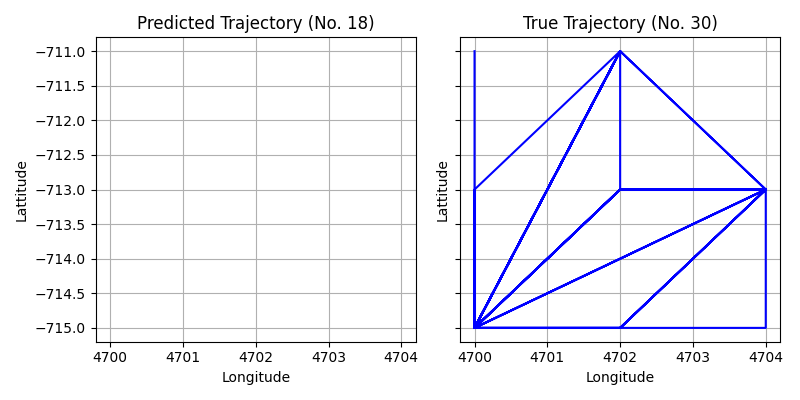 Predicted Trajectory (No. 18)
True Trajectory (No. 30)
−711.0
−711.5
−712.0
−712.5
−713.0
−713.5
−714.0
−714.5
−715.0
Lattitude
Lattitude
4700 4701 4702 4703 4704
4700 4701 4702 4703 4704
Longitude
Longitude